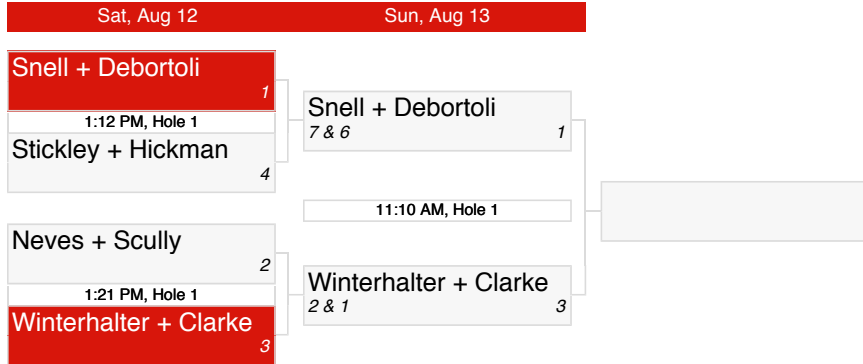 Sat, Aug 12
Sun, Aug 13
Snell + Debortoli
1
1:12 PM, Hole 1
Stickley + Hickman
4
Neves + Scully
2
1:21 PM, Hole 1
Winterhalter + Clarke
3
Snell + Debortoli
7 & 6 1
11:10 AM, Hole 1
Winterhalter + Clarke
2 & 1 3